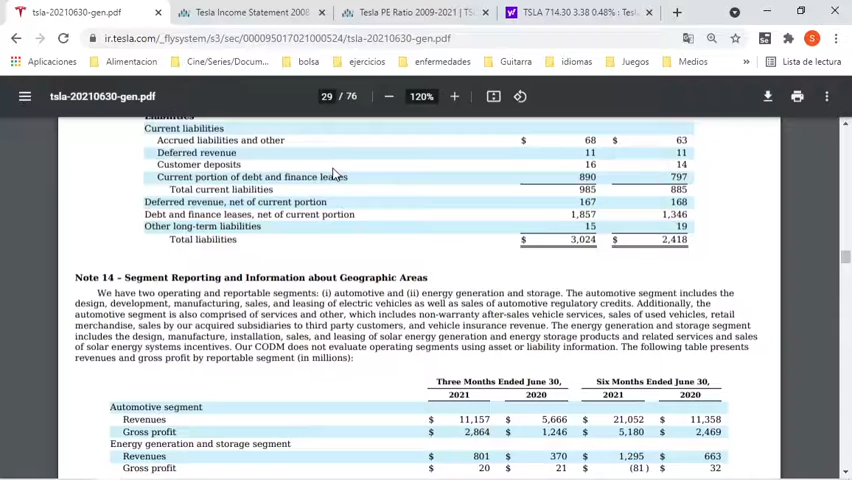 tsla-20210630-gen.pdf
Tesla Income Statement 2008
Tesla PE Ratio 2009-2021 | TS
TSLA 714.30 3.38 0.48% : Tes
ir.tesla.com/_flysystem/s3/sec/000095017021000524/tsla-20210630-gen.pdf
Aplicaciones Alimentacion Cine/Series/Docum... bolsa ejercicios enfermedades Guitarra idiomas Juegos Medios » Lista de lectura
tsla-20210630-gen.pdf 29 / 76 120%
Liabilities
Current liabilities
Accrued liabilities and other $ 68 $ 63
Deferred revenue 11 11
Customer deposits 16 14
Current portion of debt and finance leases 890 797
Total current liabilities 985 885
Deferred revenue, net of current portion 167 168
Debt and finance leases, net of current portion 1,857 1,346
Other long-term liabilities 15 19
Total liabilities $ 3,024 $ 2,418
Note 14 – Segment Reporting and Information about Geographic Areas
We have two operating and reportable segments: (i) automotive and (ii) energy generation and storage. The automotive segment includes the
design, development, manufacturing, sales, and leasing of electric vehicles as well as sales of automotive regulatory credits. Additionally, the
automotive segment is also comprised of services and other, which includes non-warranty after-sales vehicle services, sales of used vehicles, retail
merchandise, sales by our acquired subsidiaries to third party customers, and vehicle insurance revenue. The energy generation and storage segment
includes the design, manufacture, installation, sales, and leasing of solar energy generation and energy storage products and related services and sales
of solar energy systems incentives. Our CODM does not evaluate operating segments using asset or liability information. The following table presents
revenues and gross profit by reportable segment (in millions):
Three Months Ended June 30, Six Months Ended June 30,
2021 2020 2021 2020
Automotive segment
Revenues $ 11,157 $ 5,666 $ 21,052 $ 11,358
Gross profit $ 2,864 $ 1,246 $ 5,180 $ 2,469
Energy generation and storage segment
Revenues $ 801 $ 370 $ 1,295 $ 663
Gross profit $ 20 $ 21 $ (81) $ 32